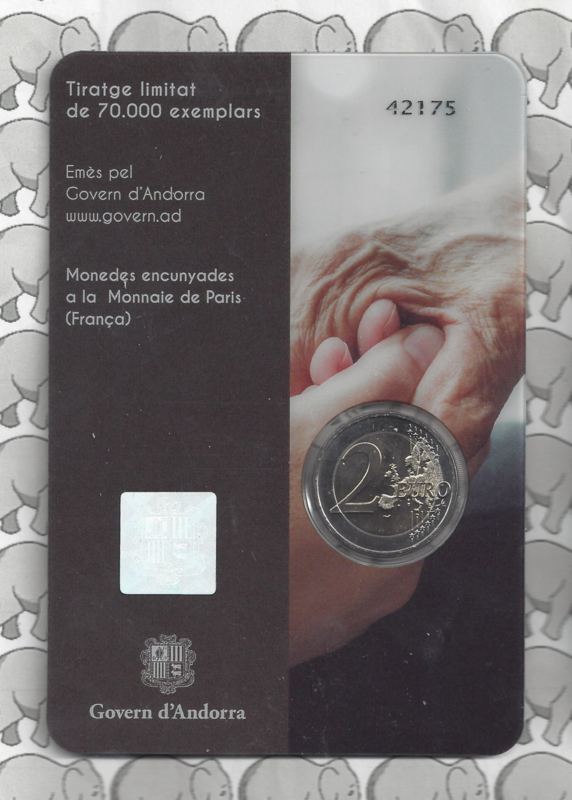 Tiratge limitat
de 70.000 exemplars
42175
Emès pel
Govern d'Andorra
www.govern.ad
Monedes encunyades
a la Monnaie de Paris
(França)
2 EURO
Govern d'Andorra